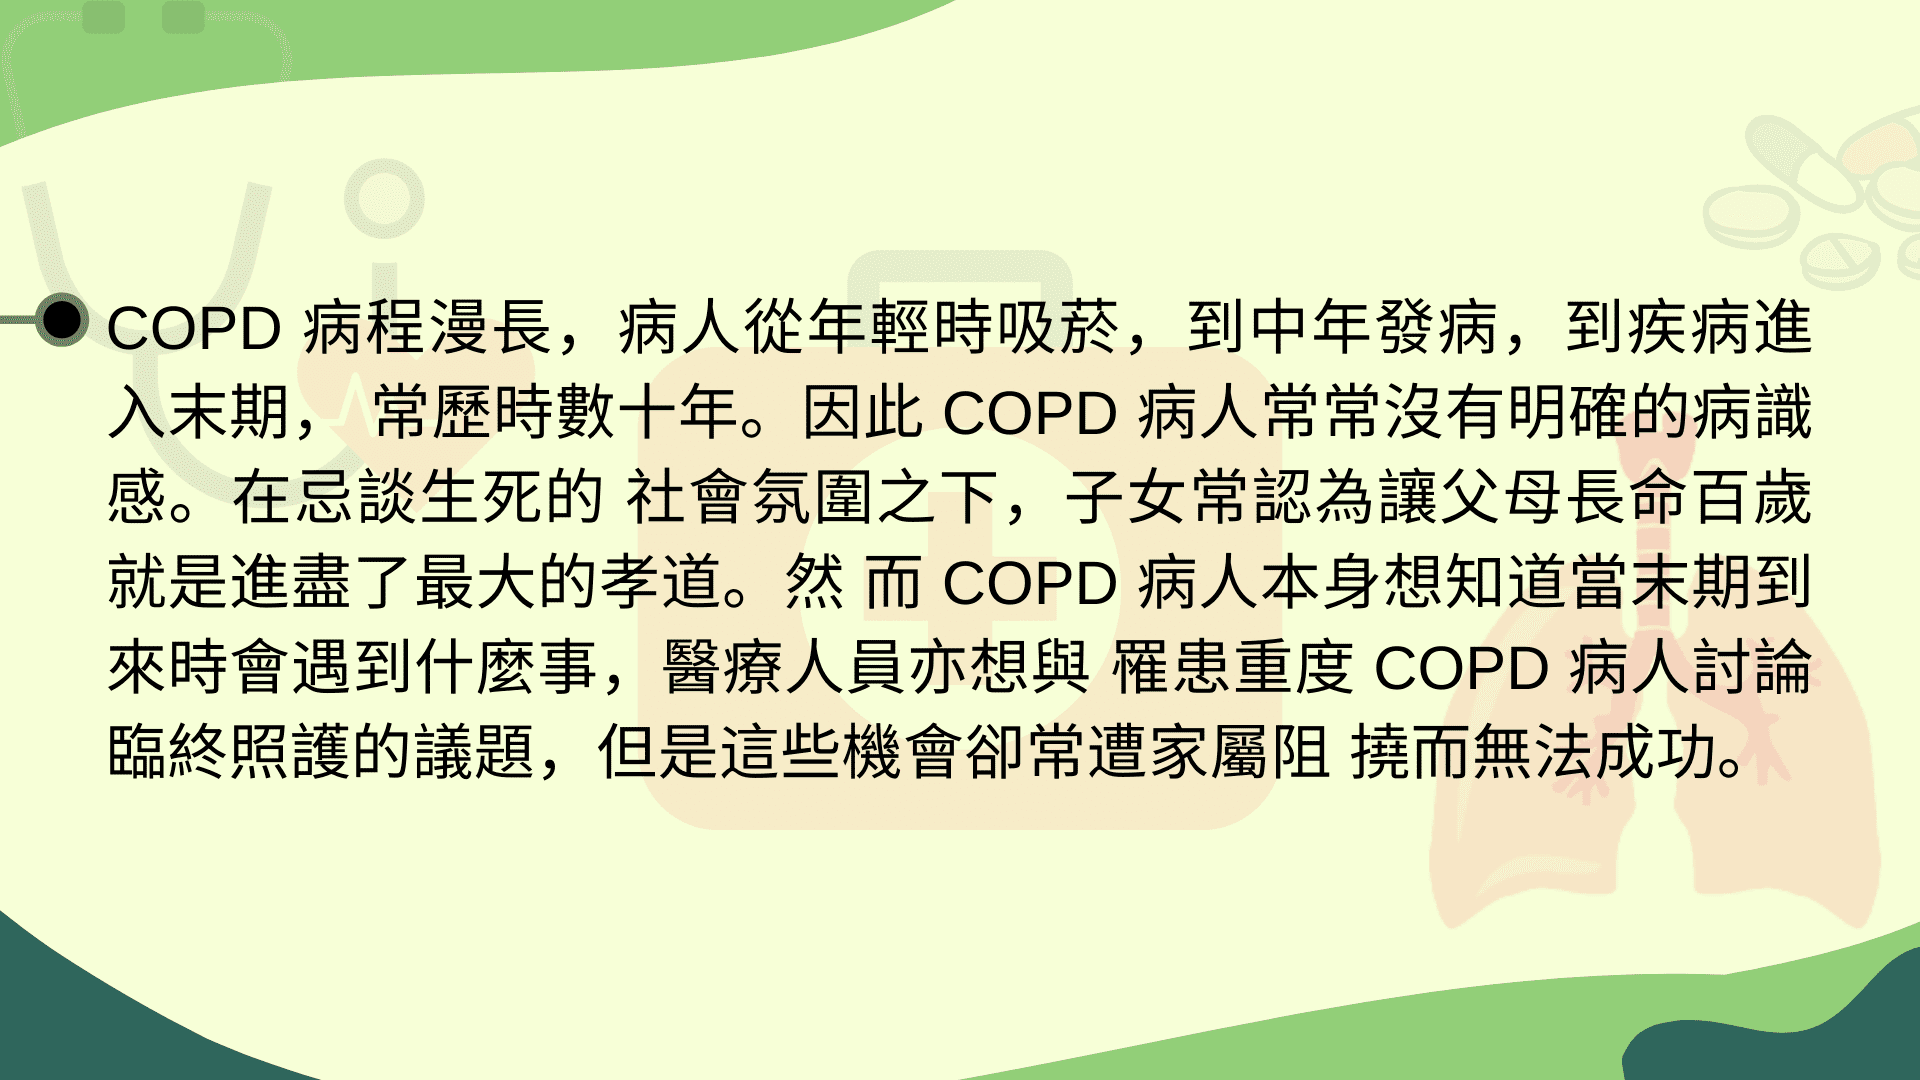 COPD 病程漫長，病人從年輕時吸菸，到中年發病，到疾病進
入末期， 常歷時數十年。因此 COPD 病人常常沒有明確的病識
感。在忌談生死的 社會氛圍之下，子女常認為讓父母長命百歲
就是進盡了最大的孝道。然 而 COPD 病人本身想知道當末期到
來時會遇到什麼事，醫療人員亦想與 罹患重度 COPD 病人討論
臨終照護的議題，但是這些機會卻常遭家屬阻 撓而無法成功。